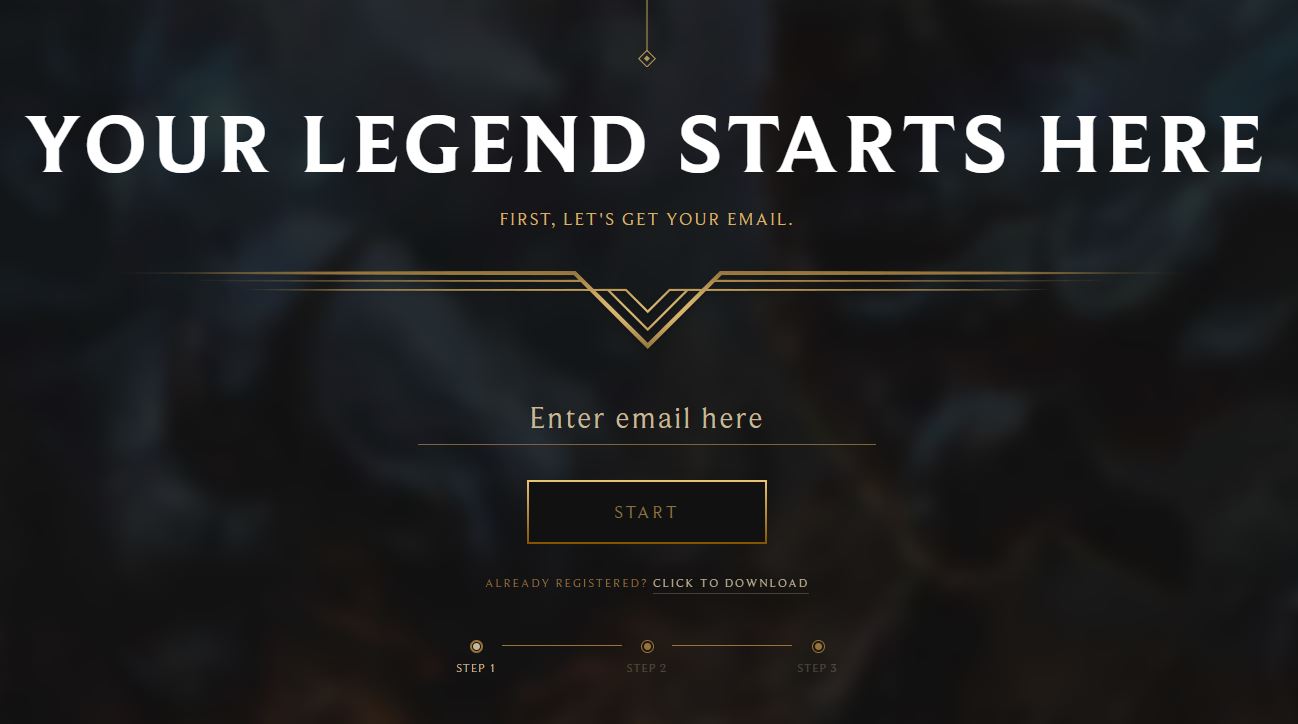 YOUR LEGEND STARTS HERE
FIRST, LET'S GET YOUR EMAIL.
Enter email here
START
ALREADY REGISTERED? CLICK TO DOWNLOAD
STEP 1 STEP 2 STEP 3